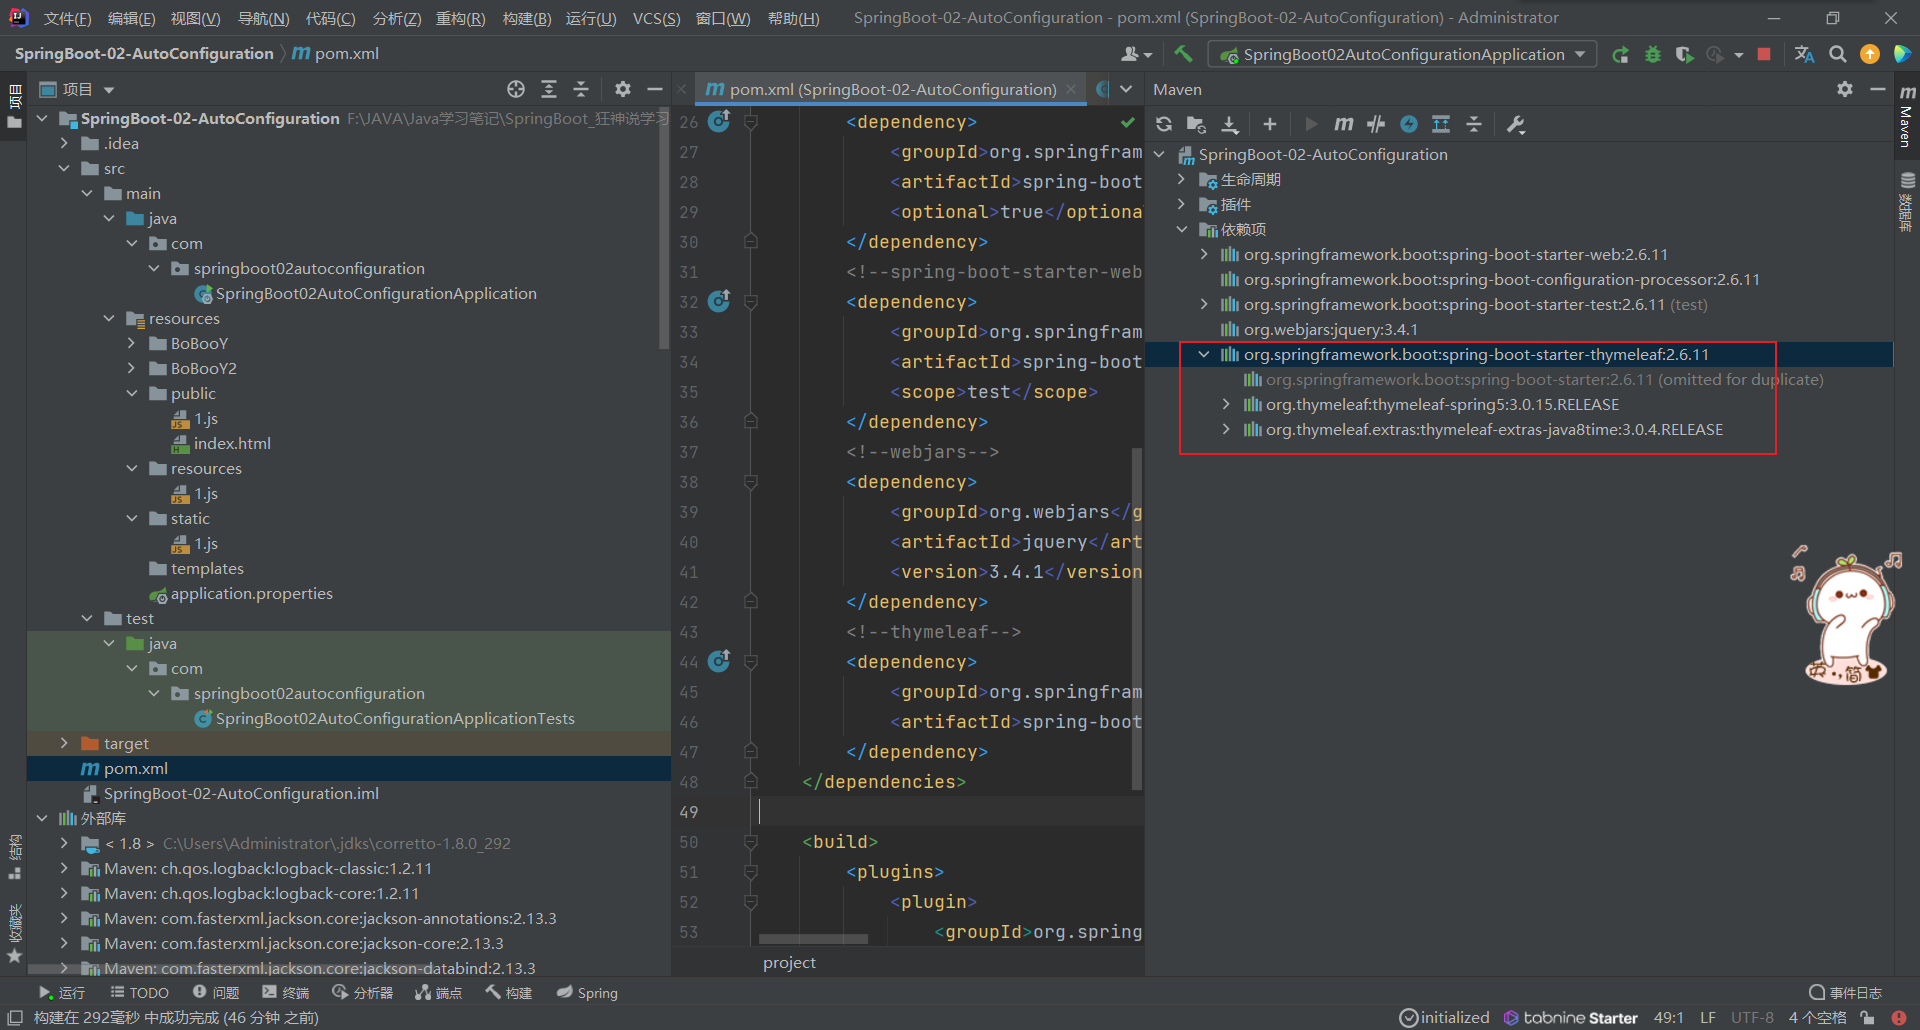 文件(F) 编辑(E) 视图(V) 导航(N) 代码(C) 分析(Z) 重构(R) 构建(B) 运行(U) VCS(S) 窗口(W) 帮助(H) SpringBoot-02-AutoConfiguration - pom.xml (SpringBoot-02-AutoConfiguration) - Administrator
SpringBoot-02-AutoConfiguration pom.xml
SpringBoot02AutoConfigurationApplication
项目
项目
SpringBoot-02-AutoConfiguration F:\JAVA\Java学习笔记\SpringBoot_狂神说学习
.idea
src
main
java
com
springboot02autoconfiguration
SpringBoot02AutoConfigurationApplication
resources
BoBooY
BoBooY2
public
1.js
index.html
resources
1.js
static
1.js
templates
application.properties
test
java
com
springboot02autoconfiguration
SpringBoot02AutoConfigurationApplicationTests
target
pom.xml
SpringBoot-02-AutoConfiguration.iml
外部库
< 1.8 > C:\Users\Administrator\.jdks\corretto-1.8.0_292
Maven: ch.qos.logback:logback-classic:1.2.11
Maven: ch.qos.logback:logback-core:1.2.11
Maven: com.fasterxml.jackson.core:jackson-annotations:2.13.3
Maven: com.fasterxml.jackson.core:jackson-core:2.13.3
Maven: com.fasterxml.jackson.core:jackson-databind:2.13.3
结构
收藏夹
pom.xml (SpringBoot-02-AutoConfiguration)
26 <dependency>
27 <groupId>org.springfram
28 <artifactId>spring-boot
29 <optional>true</optiona
30 </dependency>
31 <!--spring-boot-starter-web
32 <dependency>
33 <groupId>org.springfram
34 <artifactId>spring-boot
35 <scope>test</scope>
36 </dependency>
37 <!--webjars-->
38 <dependency>
39 <groupId>org.webjars</g
40 <artifactId>jquery</art
41 <version>3.4.1</version
42 </dependency>
43 <!--thymeleaf-->
44 <dependency>
45 <groupId>org.springfram
46 <artifactId>spring-boot
47 </dependency>
48 </dependencies>
49
50 <build>
51 <plugins>
52 <plugin>
53 <groupId>org.spring
project
Maven
SpringBoot-02-AutoConfiguration
生命周期
插件
依赖项
org.springframework.boot:spring-boot-starter-web:2.6.11
org.springframework.boot:spring-boot-configuration-processor:2.6.11
org.springframework.boot:spring-boot-starter-test:2.6.11 (test)
org.webjars:jquery:3.4.1
org.springframework.boot:spring-boot-starter-thymeleaf:2.6.11
org.springframework.boot:spring-boot-starter:2.6.11 (omitted for duplicate)
org.thymeleaf:thymeleaf-spring5:3.0.15.RELEASE
org.thymeleaf.extras:thymeleaf-extras-java8time:3.0.4.RELEASE
Maven
数据库
英 简
运行 TODO 问题 终端 分析器 端点 构建 Spring 事件日志
构建在 292毫秒 中成功完成 (46 分钟 之前) initialized tabnine Starter 49:1 LF UTF-8 4 个空格